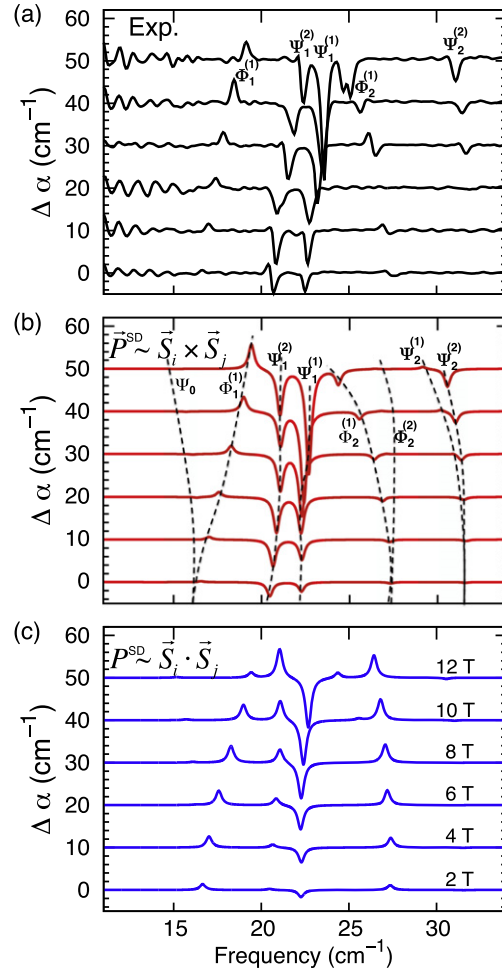 (a) Exp.
Ψ₁⁽²⁾ Ψ₁⁽¹⁾ Ψ₂⁽²⁾
Φ₁⁽¹⁾ Φ₂⁽¹⁾
60
50
40
30
20
10
0
Δ α (cm⁻¹)
(b)
P⃗ˢᴰ ~ S⃗ᵢ × S⃗ⱼ
Ψ₀ Φ₁⁽¹⁾ Ψ₁⁽²⁾ Ψ₁⁽¹⁾ Ψ₂⁽¹⁾ Ψ₂⁽²⁾
Φ₂⁽¹⁾ Φ₂⁽²⁾
60
50
40
30
20
10
0
Δ α (cm⁻¹)
(c)
Pˢᴰ ~ S⃗ᵢ · S⃗ⱼ
60
50
40
30
20
10
0
Δ α (cm⁻¹)
12 T
10 T
8 T
6 T
4 T
2 T
15 20 25 30
Frequency (cm⁻¹)